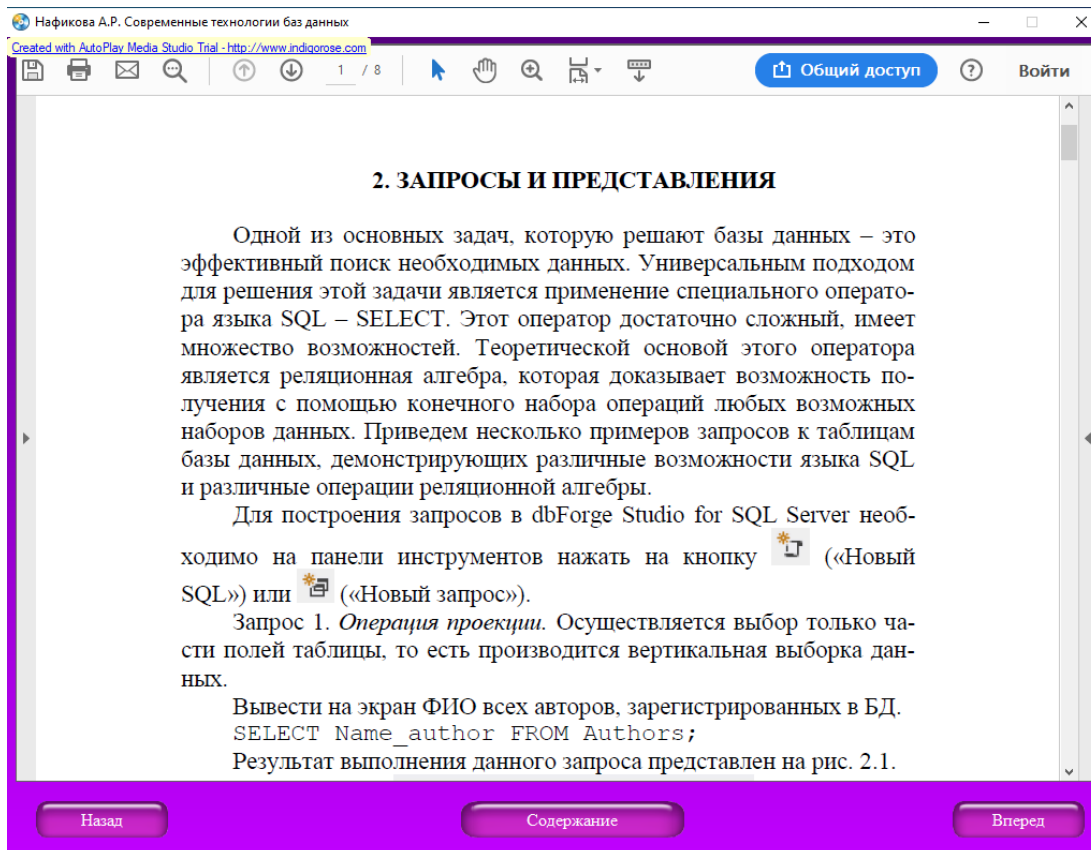 Нафикова А.Р. Современные технологии баз данных
Created with AutoPlay Media Studio Trial - http://www.indigorose.com
1 / 8
Общий доступ
Войти
2. ЗАПРОСЫ И ПРЕДСТАВЛЕНИЯ
Одной из основных задач, которую решают базы данных – это
эффективный поиск необходимых данных. Универсальным подходом
для решения этой задачи является применение специального операто-
ра языка SQL – SELECT. Этот оператор достаточно сложный, имеет
множество возможностей. Теоретической основой этого оператора
является реляционная алгебра, которая доказывает возможность по-
лучения с помощью конечного набора операций любых возможных
наборов данных. Приведем несколько примеров запросов к таблицам
базы данных, демонстрирующих различные возможности языка SQL
и различные операции реляционной алгебры.
Для построения запросов в dbForge Studio for SQL Server необ-
ходимо на панели инструментов нажать на кнопку («Новый
SQL») или («Новый запрос»).
Запрос 1. Операция проекции. Осуществляется выбор только ча-
сти полей таблицы, то есть производится вертикальная выборка дан-
ных.
Вывести на экран ФИО всех авторов, зарегистрированных в БД.
SELECT Name_author FROM Authors;
Результат выполнения данного запроса представлен на рис. 2.1.
Назад
Содержание
Вперед